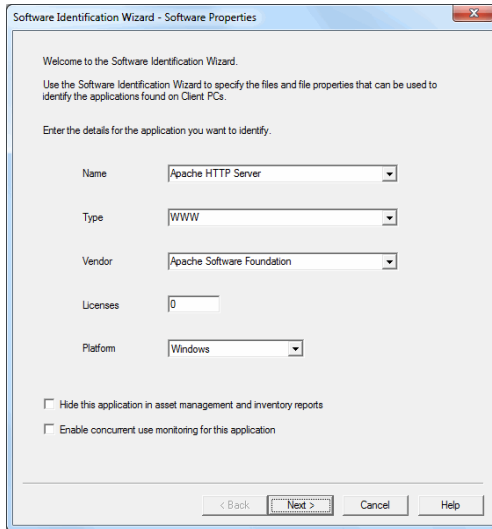 Software Identification Wizard - Software Properties
Welcome to the Software Identification Wizard.
Use the Software Identification Wizard to specify the files and file properties that can be used to
identify the applications found on Client PCs.
Enter the details for the application you want to identify.
Name Apache HTTP Server
Type WWW
Vendor Apache Software Foundation
Licenses 0
Platform Windows
Hide this application in asset management and inventory reports
Enable concurrent use monitoring for this application
< Back Next > Cancel Help